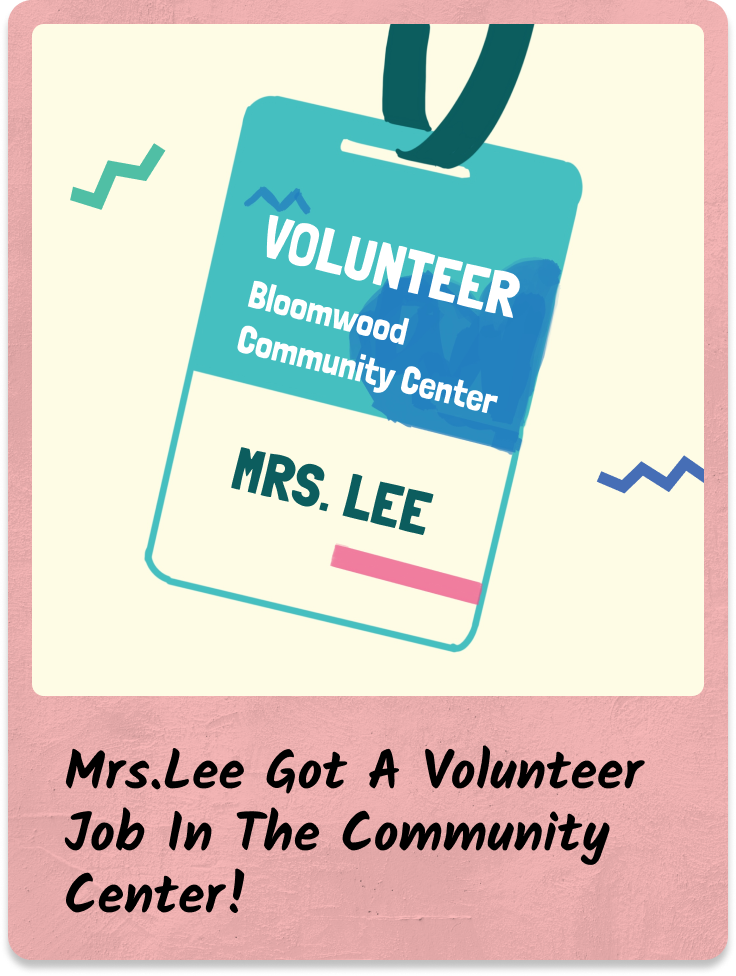 VOLUNTEER
Bloomwood
Community Center
MRS. LEE
Mrs.Lee Got A Volunteer
Job In The Community
Center!